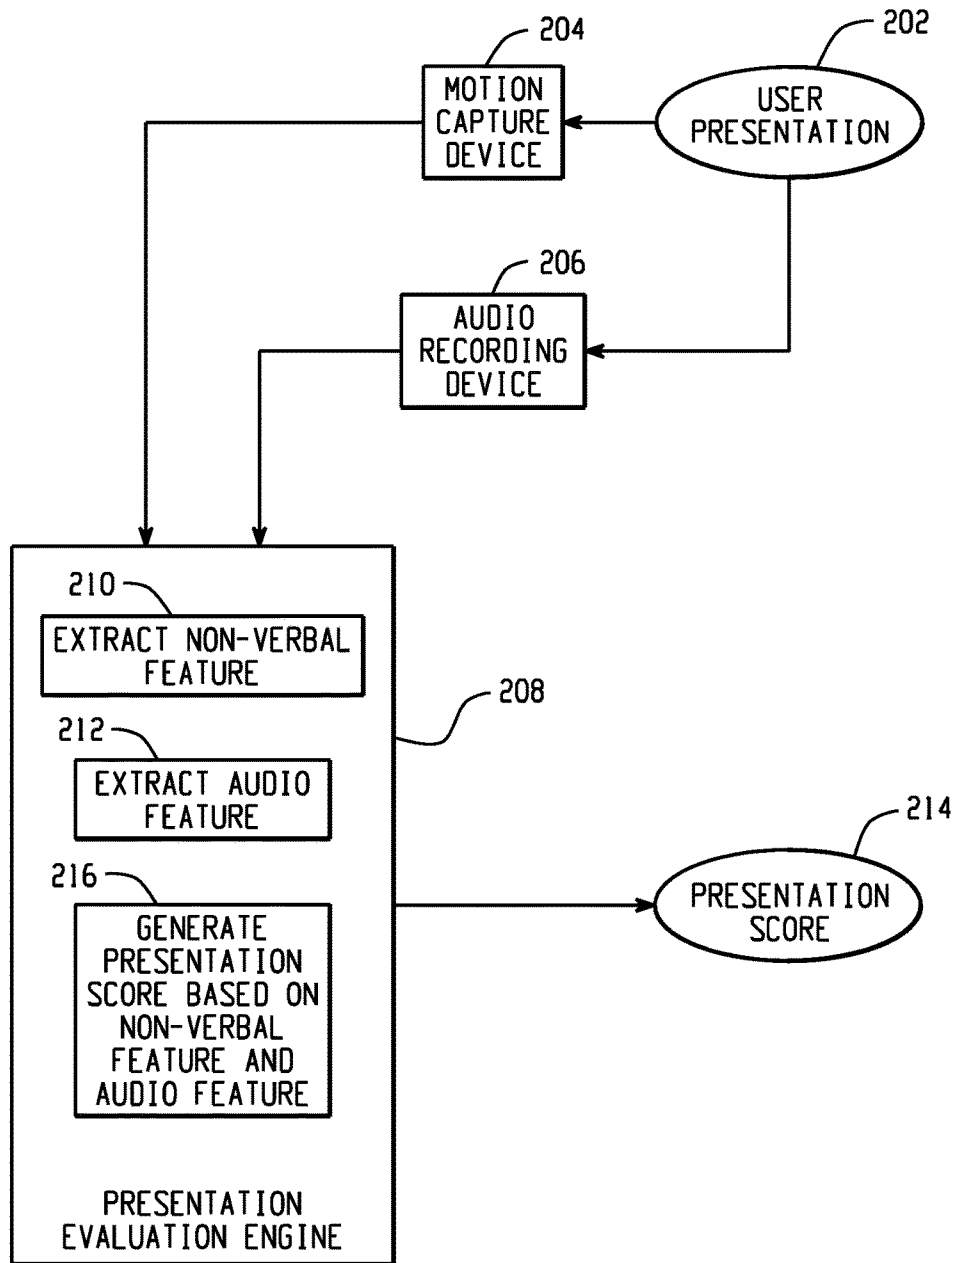 204
MOTION
CAPTURE
DEVICE
202
USER
PRESENTATION
206
AUDIO
RECORDING
DEVICE
210
EXTRACT NON-VERBAL
FEATURE
208
212
EXTRACT AUDIO
FEATURE
216
GENERATE
PRESENTATION
SCORE BASED ON
NON-VERBAL
FEATURE AND
AUDIO FEATURE
PRESENTATION
EVALUATION ENGINE
214
PRESENTATION
SCORE